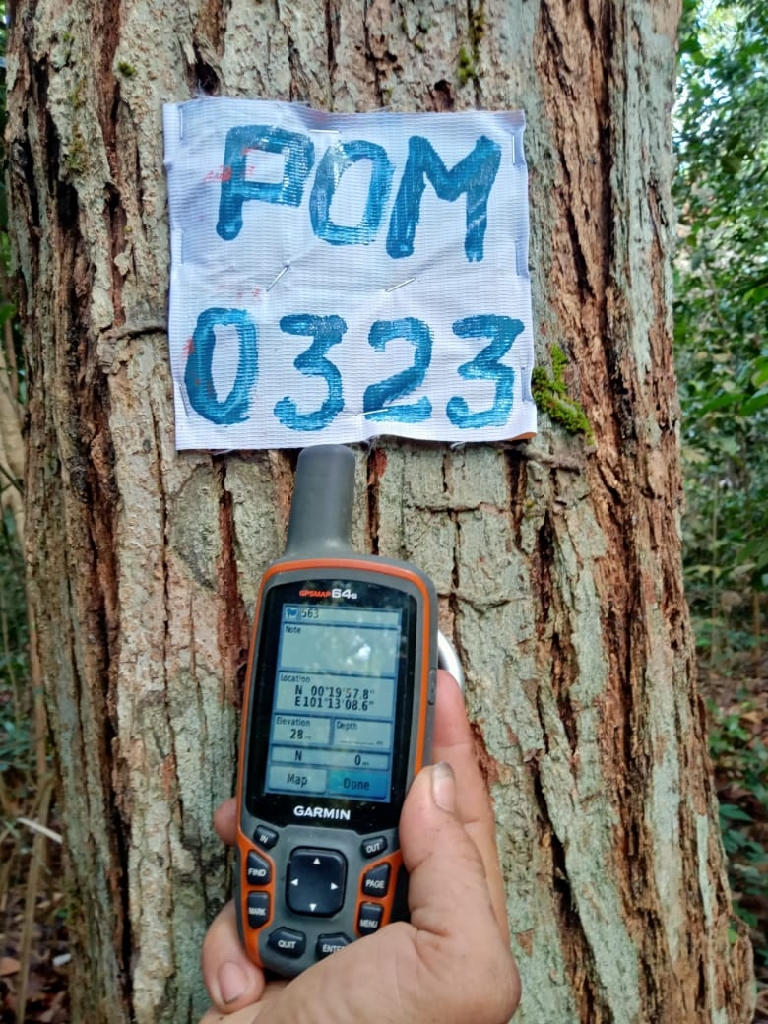 POM
0323
GPSMAP 64s
563
Note
Location
N 00°19'57.8"
E101°13'08.6"
Elevation
Depth
28
N 0m
Map
Done
GARMIN
IN
OUT
FIND
PAGE
MARK
MENU
QUIT
ENTER